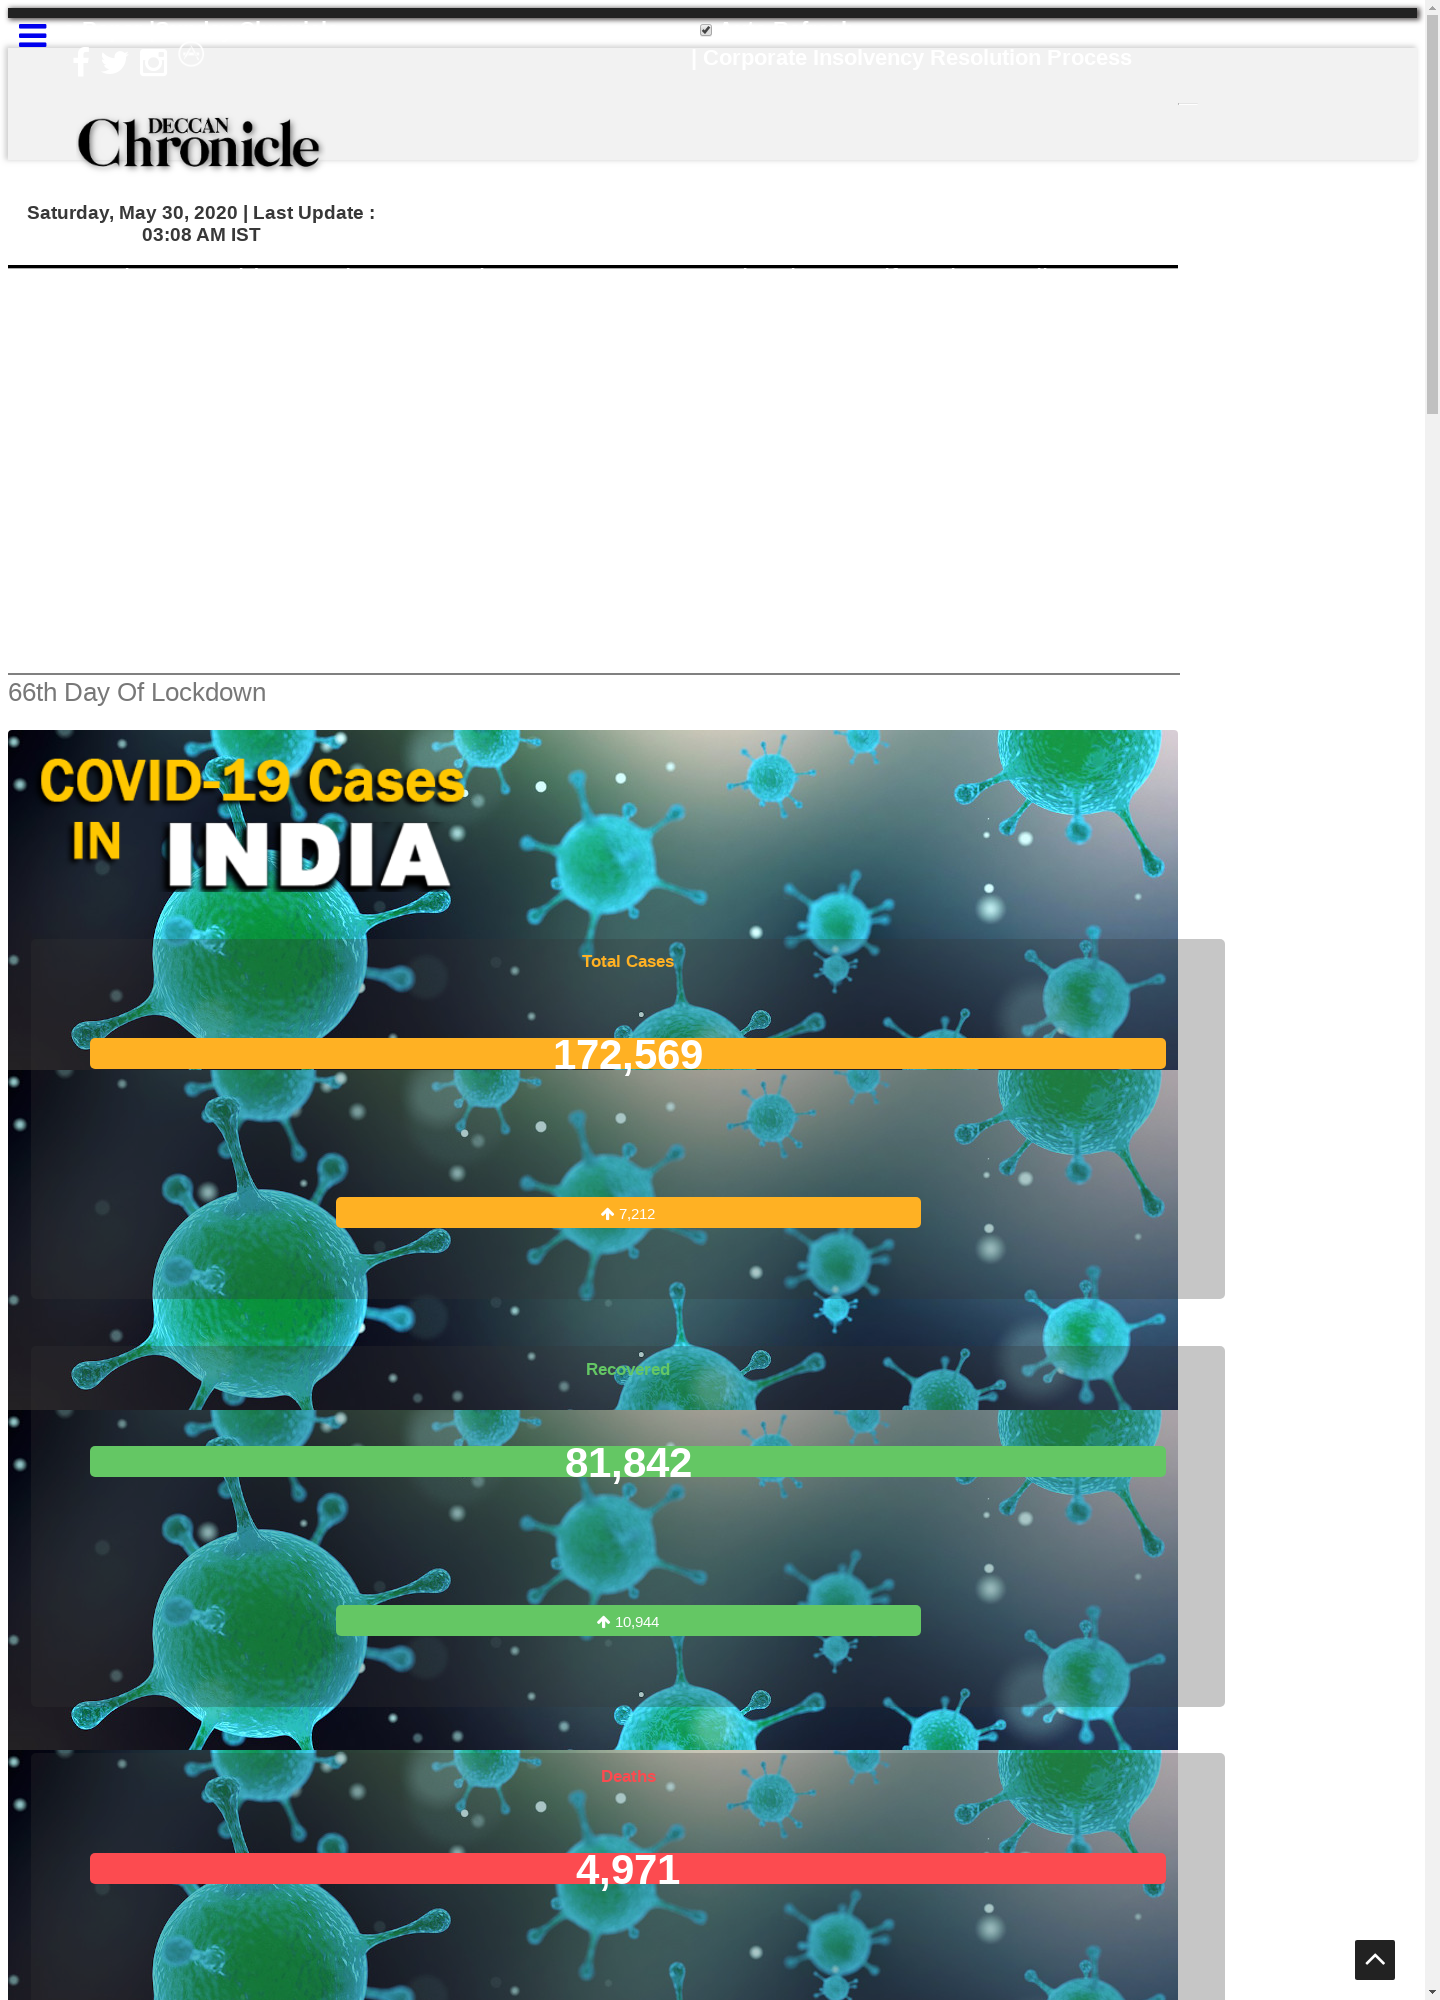 | Corporate Insolvency Resolution Process
DECCAN
Chronicle
Saturday, May 30, 2020 | Last Update :
03:08 AM IST
66th Day Of Lockdown
COVID-19 Cases
IN INDIA
Total Cases
172,569
7,212
Recovered
81,842
10,944
Deaths
4,971